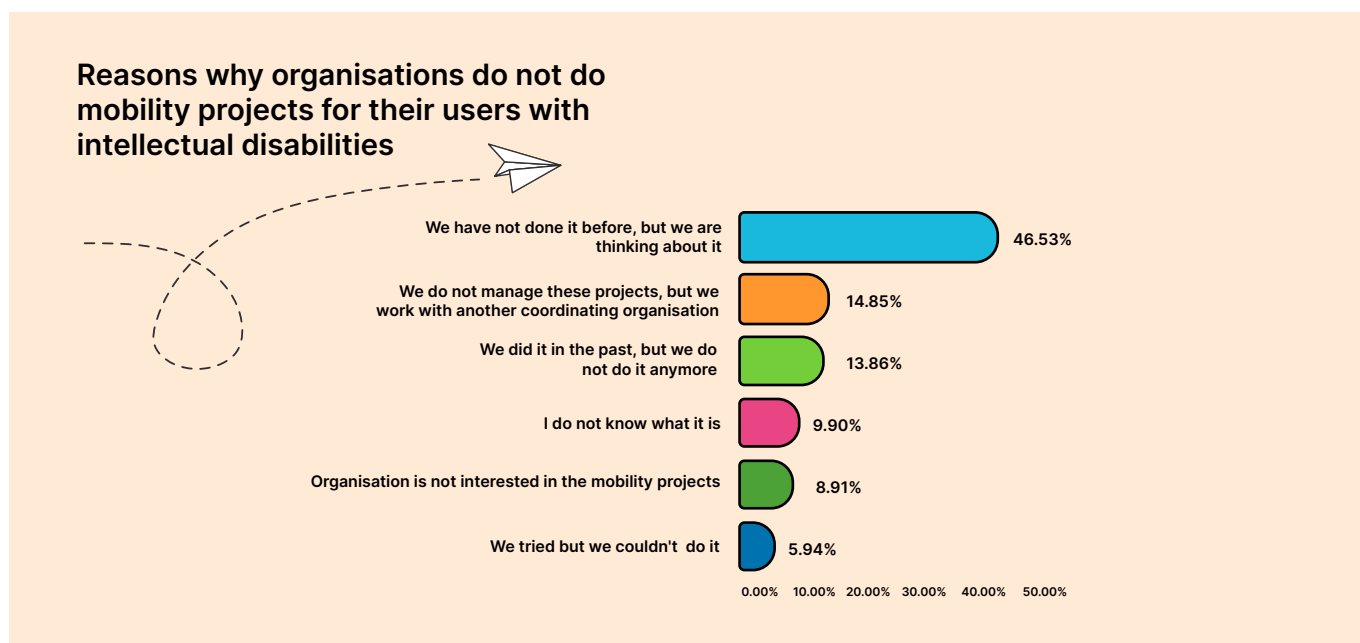 Reasons why organisations do not do
mobility projects for their users with
intellectual disabilities
We have not done it before, but we are
thinking about it
46.53%
We do not manage these projects, but we
work with another coordinating organisation
14.85%
We did it in the past, but we do
not do it anymore
13.86%
I do not know what it is
9.90%
Organisation is not interested in the mobility projects
8.91%
We tried but we couldn't  do it
5.94%
0.00% 10.00% 20.00% 30.00% 40.00% 50.00%